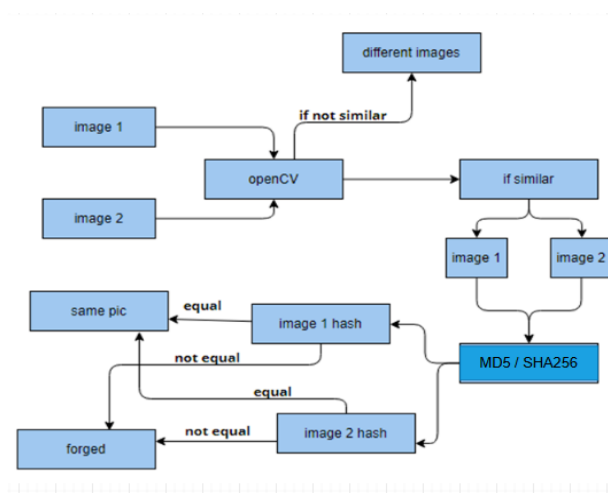 different images
if not similar
image 1
openCV
if similar
image 2
image 1
image 2
equal
same pic
image 1 hash
not equal
MD5 / SHA256
equal
not equal
image 2 hash
forged